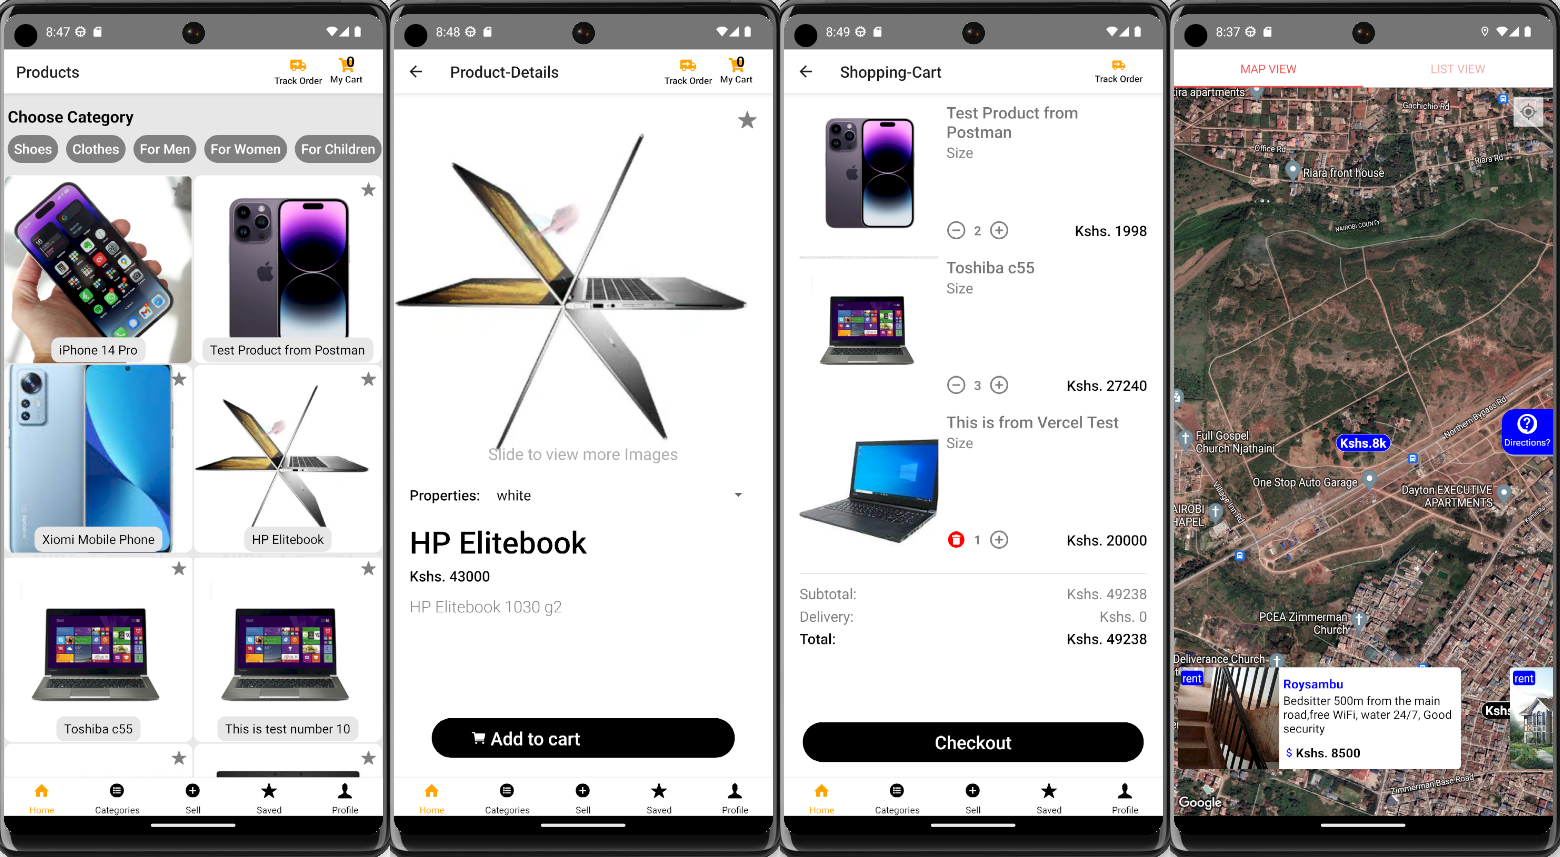 8:47
Products
Track Order
0
My Cart
Choose Category
Shoes
Clothes
For Men
For Women
For Children
iPhone 14 Pro
Test Product from Postman
Xiomi Mobile Phone
HP Elitebook
Toshiba c55
This is test number 10
Home
Categories
Sell
Saved
Profile
8:48
Product-Details
Track Order
0
My Cart
Slide to view more Images
Properties: white
HP Elitebook
Kshs. 43000
HP Elitebook 1030 g2
Add to cart
Home
Categories
Sell
Saved
Profile
8:49
Shopping-Cart
Track Order
Test Product from
Postman
Size
2
Kshs. 1998
Toshiba c55
Size
3
Kshs. 27240
This is from Vercel Test
Size
1
Kshs. 20000
Subtotal: Kshs. 49238
Delivery: Kshs. 0
Total: Kshs. 49238
Checkout
Home
Categories
Sell
Saved
Profile
8:37
MAP VIEW
LIST VIEW
ira apartments
Gachichio Rd
Office Rd
Riara Rd
Riara front house
NAIROBI COUNTY
Northern Bypass Rd
Directions?
Kshs.8k
Full Gospel
Church Njathaini
One Stop Auto Garage
Dayton EXECUTIVE
APARTMENTS
Village Inn Rd
AIROBI
HAPEL
PCEA Zimmerman
Church
Deliverance Church-
rent
Roysambu
Bedsitter 500m from the main
road,free WiFi, water 24/7, Good
security
$ Kshs. 8500
rent
Kshs
Zimmerman Base Road
Google